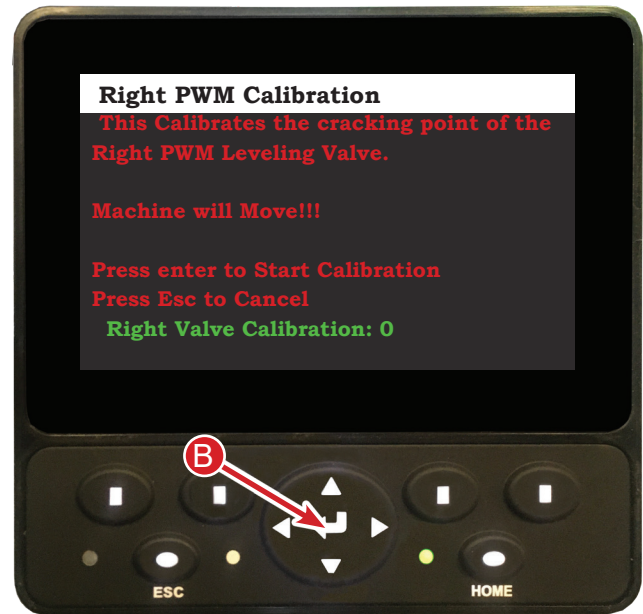 Right PWM Calibration
This Calibrates the cracking point of the
Right PWM Leveling Valve.
Machine will Move!!!
Press enter to Start Calibration
Press Esc to Cancel
Right Valve Calibration: 0
B
ESC
HOME